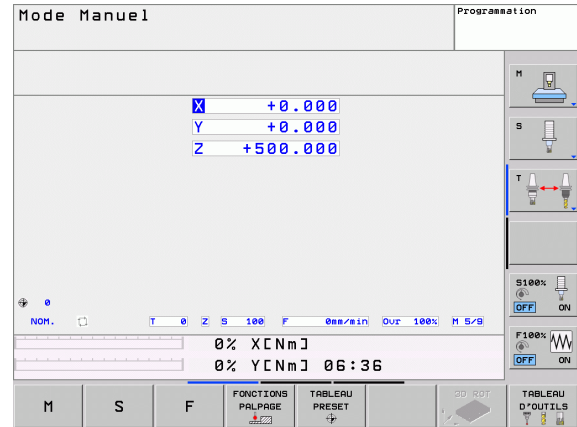 Mode Manuel
Programmation
X +0.000
Y +0.000
Z +500.000
M
S
T
S100%
OFF ON
F100%
OFF ON
0
NOM. T 0 Z S 100 F 0mm/min Ovr 100% M 5/9
0% X[Nm]
0% Y[Nm] 06:36
M S F FONCTIONS PALPAGE TABLEAU PRESET 3D ROT TABLEAU D'OUTILS